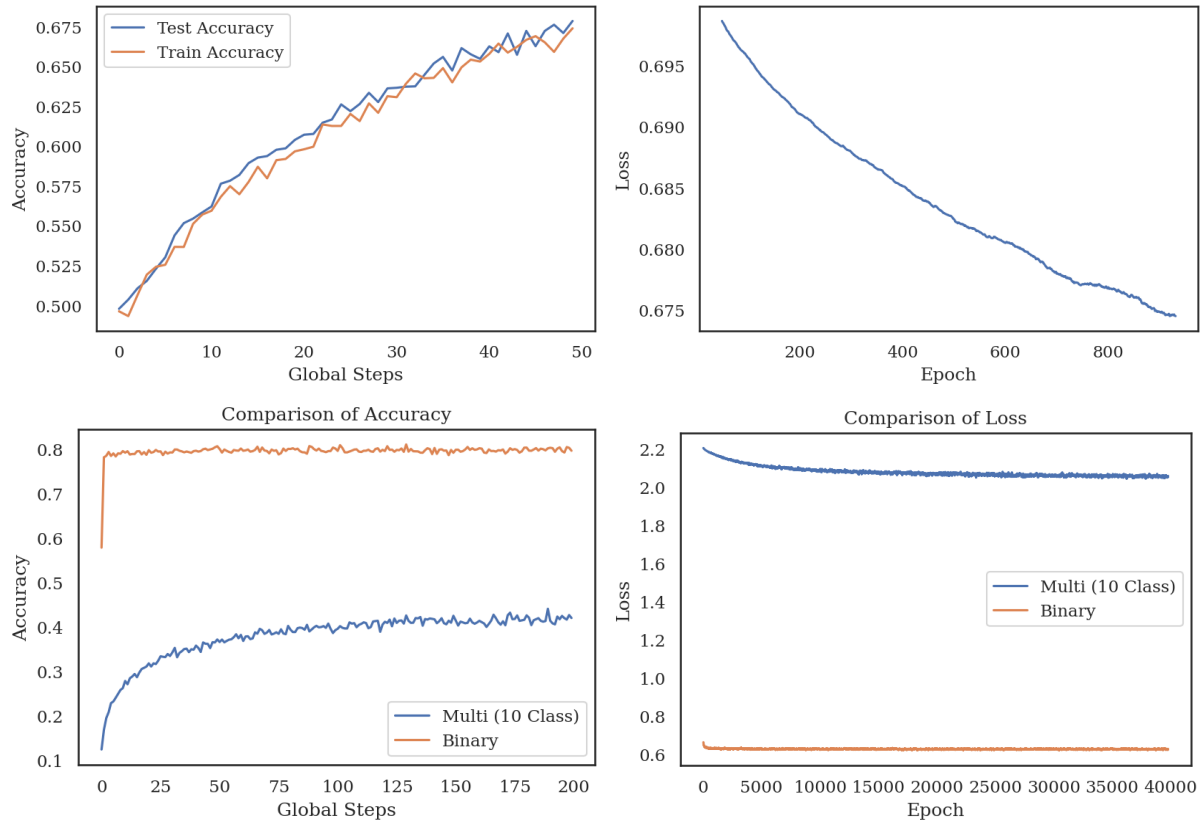 0.675
0.650
0.625
0.600
0.575
0.550
0.525
0.500
Accuracy
Test Accuracy
Train Accuracy
0 10 20 30 40 50
Global Steps
0.695
0.690
0.685
0.680
0.675
Loss
200 400 600 800
Epoch
Comparison of Accuracy
0.8
0.7
0.6
0.5
0.4
0.3
0.2
0.1
Accuracy
Multi (10 Class)
Binary
0 25 50 75 100 125 150 175 200
Global Steps
Comparison of Loss
2.2
2.0
1.8
1.6
1.4
1.2
1.0
0.8
0.6
Loss
Multi (10 Class)
Binary
0 5000 10000 15000 20000 25000 30000 35000 40000
Epoch